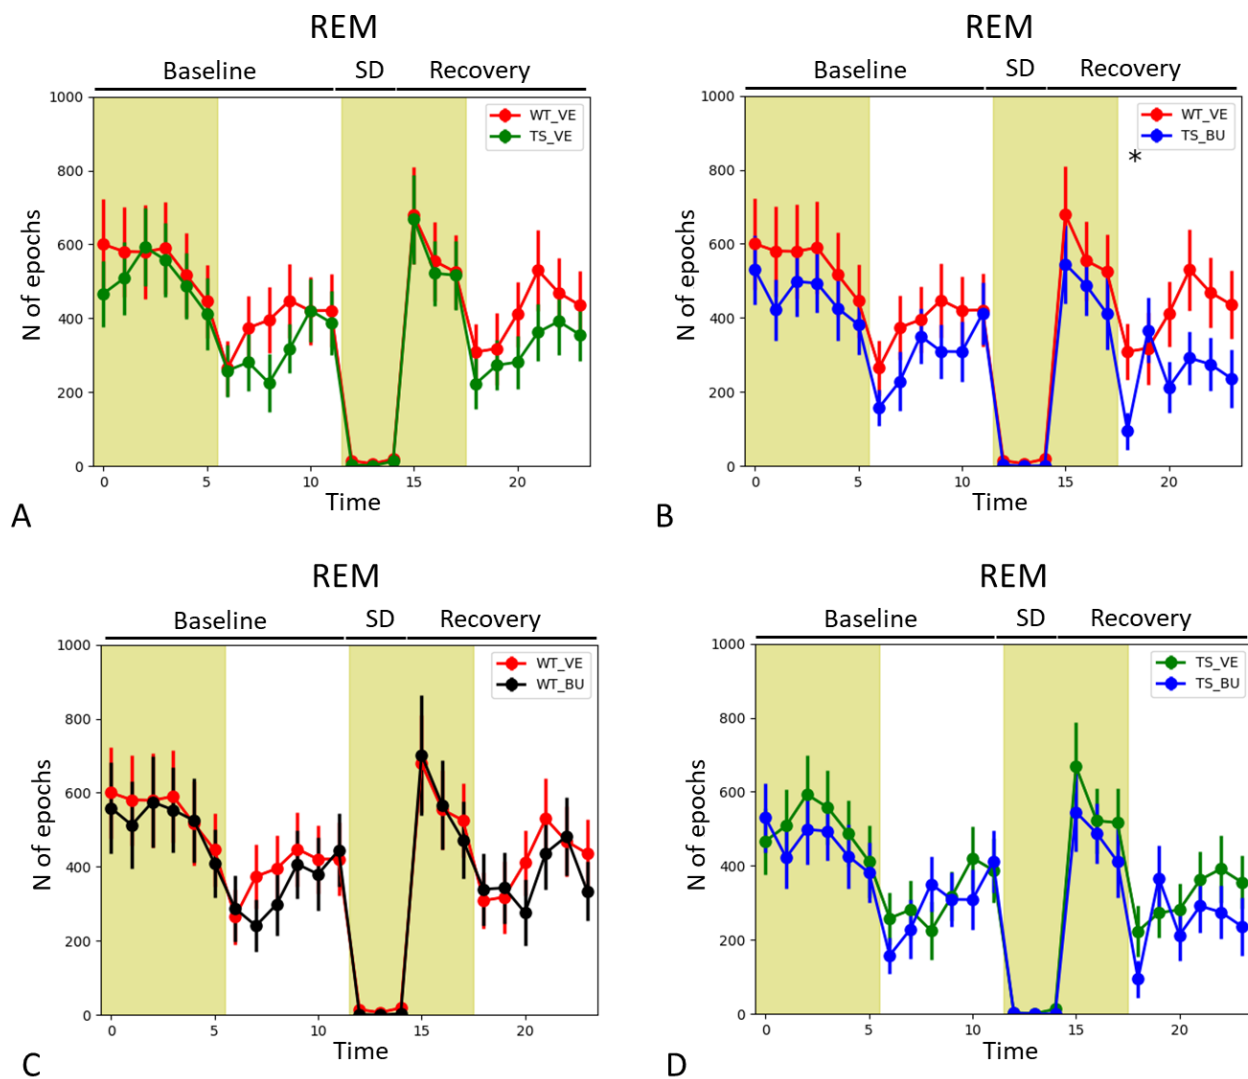 REM
Baseline SD Recovery
1000
800
600
400
200
0
N of epochs
WT_VE
TS_VE
0 5 10 15 20
Time
A
REM
Baseline SD Recovery
1000
800
600
400
200
0
N of epochs
WT_VE
TS_BU
*
0 5 10 15 20
Time
B
REM
Baseline SD Recovery
1000
800
600
400
200
0
N of epochs
WT_VE
WT_BU
0 5 10 15 20
Time
C
REM
Baseline SD Recovery
1000
800
600
400
200
0
N of epochs
TS_VE
TS_BU
0 5 10 15 20
Time
D